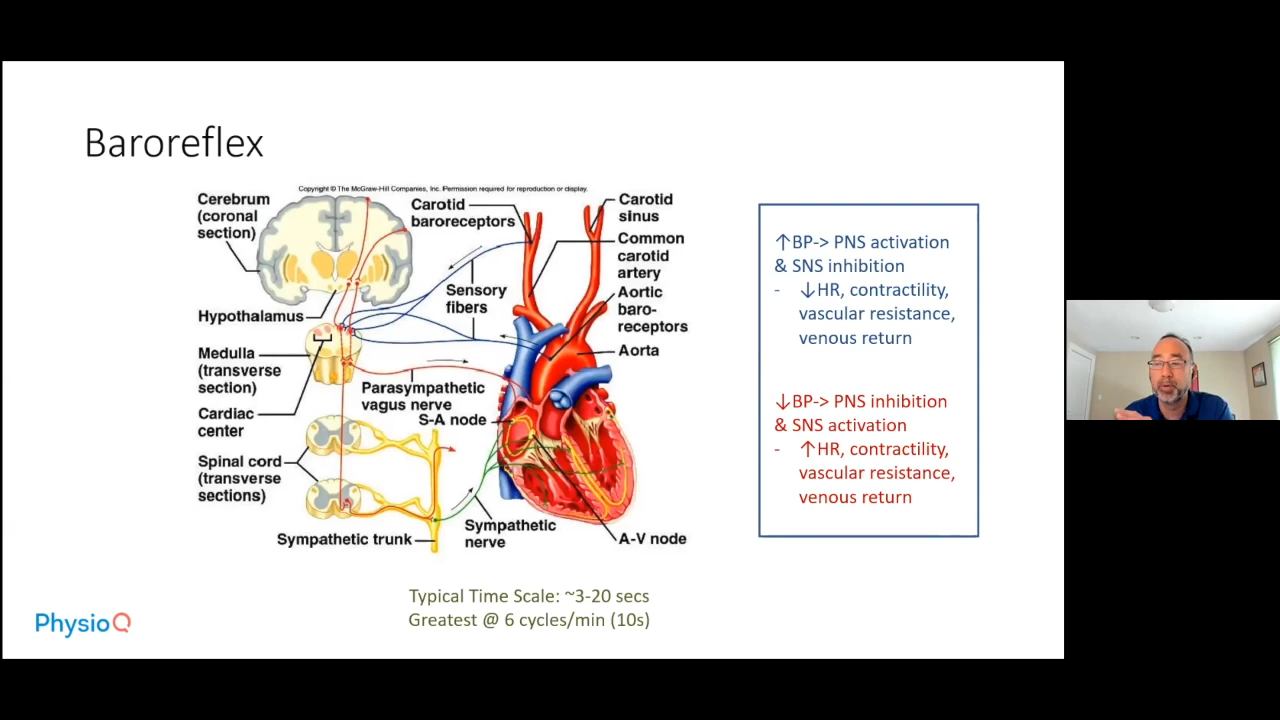 Baroreflex
Copyright © The McGraw-Hill Companies, Inc. Permission required for reproduction or display.
Cerebrum
(coronal
section)
Hypothalamus
Medulla
(transverse
section)
Cardiac
center
Spinal cord
(transverse
sections)
Sympathetic trunk
Carotid
baroreceptors
Sensory
fibers
Parasympathetic
vagus nerve
S-A node
Sympathetic
nerve
Carotid
sinus
Common
carotid
artery
Aortic
baro-
receptors
Aorta
A-V node
↑BP-> PNS activation
& SNS inhibition
- ↓HR, contractility,
vascular resistance,
venous return
↓BP-> PNS inhibition
& SNS activation
- ↑HR, contractility,
vascular resistance,
venous return
Typical Time Scale: ~3-20 secs
Greatest @ 6 cycles/min (10s)
PhysioQ